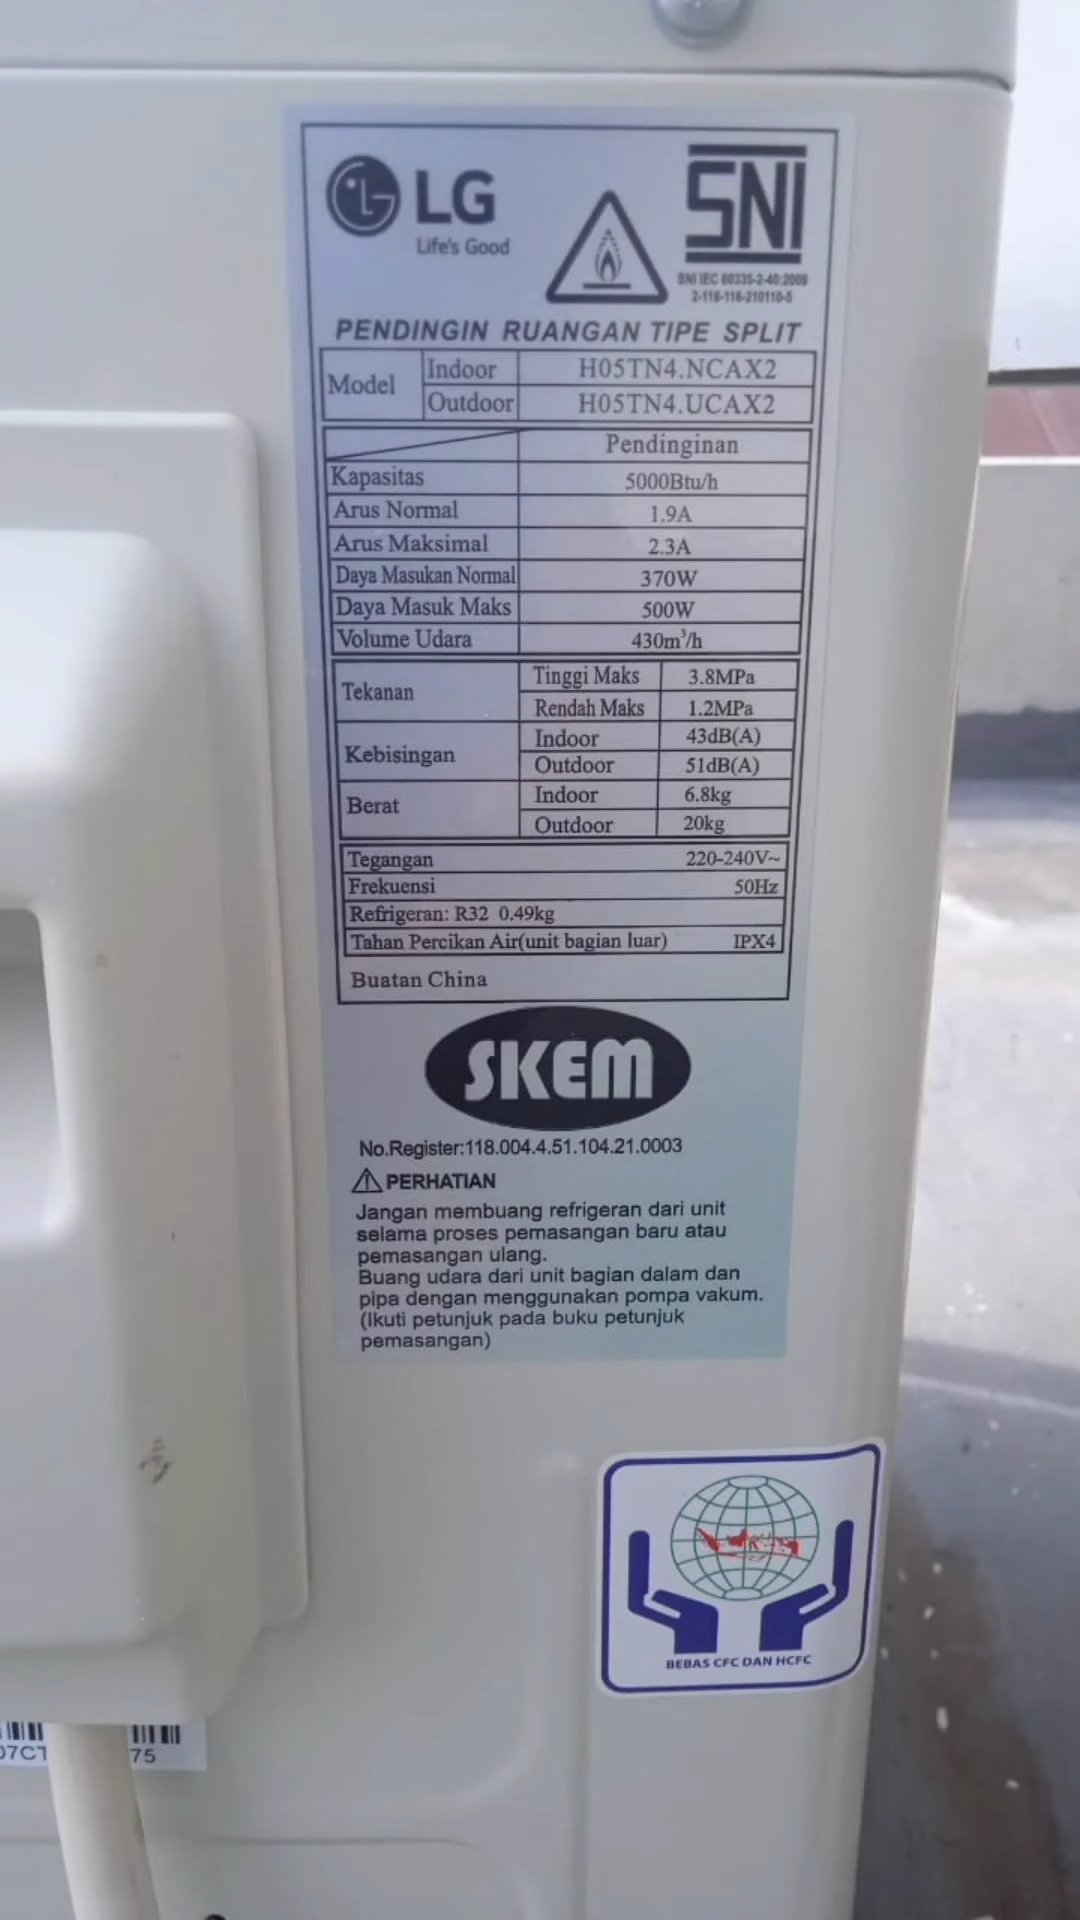 LG
Life's Good
SNI
SNI IEC 60335-2-40:2009
2-118-116-210110-5
PENDINGIN RUANGAN TIPE SPLIT
Model Indoor H05TN4.NCAX2
Outdoor H05TN4.UCAX2
Pendinginan
Kapasitas 5000Btu/h
Arus Normal 1.9A
Arus Maksimal 2.3A
Daya Masukan Normal 370W
Daya Masuk Maks 500W
Volume Udara 430m³/h
Tekanan Tinggi Maks 3.8MPa
Rendah Maks 1.2MPa
Kebisingan Indoor 43dB(A)
Outdoor 51dB(A)
Berat Indoor 6.8kg
Outdoor 20kg
Tegangan 220-240V~
Frekuensi 50Hz
Refrigeran: R32 0.49kg
Tahan Percikan Air(unit bagian luar) IPX4
Buatan China
SKEM
No.Register:118.004.4.51.104.21.0003
PERHATIAN
Jangan membuang refrigeran dari unit
selama proses pemasangan baru atau
pemasangan ulang.
Buang udara dari unit bagian dalam dan
pipa dengan menggunakan pompa vakum.
(Ikuti petunjuk pada buku petunjuk
pemasangan)
BEBAS CFC DAN HCFC
75